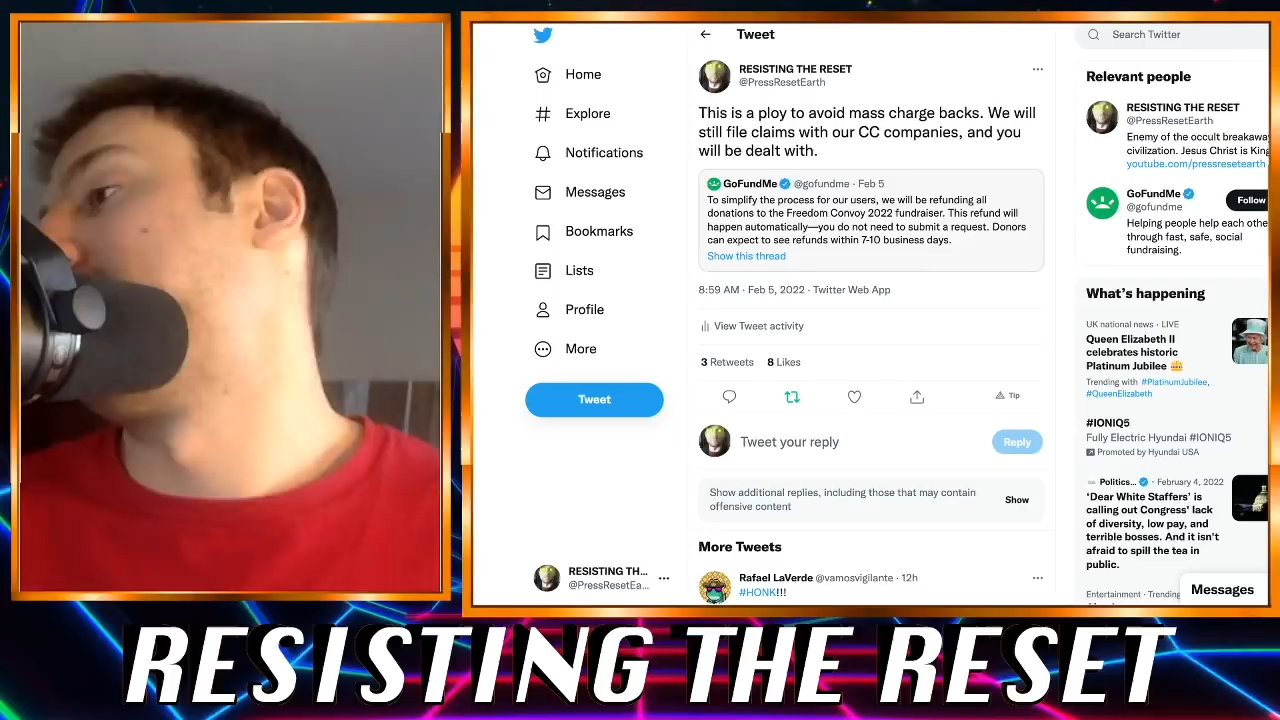 Home
Explore
Notifications
Messages
Bookmarks
Lists
Profile
More
Tweet
RESISTING TH...
@PressResetEa...
Tweet
RESISTING THE RESET
@PressResetEarth
This is a ploy to avoid mass charge backs. We will
still file claims with our CC companies, and you
will be dealt with.
GoFundMe @gofundme · Feb 5
To simplify the process for our users, we will be refunding all
donations to the Freedom Convoy 2022 fundraiser. This refund will
happen automatically—you do not need to submit a request. Donors
can expect to see refunds within 7-10 business days.
Show this thread
8:59 AM · Feb 5, 2022 · Twitter Web App
View Tweet activity
3 Retweets 8 Likes
Tip
Tweet your reply
Reply
Show additional replies, including those that may contain
offensive content
Show
More Tweets
Rafael LaVerde @vamosvigilante · 12h
#HONK!!!
Search Twitter
Relevant people
RESISTING THE RESET
@PressResetEarth
Enemy of the occult breakaway
civilization. Jesus Christ is King
youtube.com/pressresetearth
GoFundMe
@gofundme
Follow
Helping people help each othe
through fast, safe, social
fundraising.
What's happening
UK national news · LIVE
Queen Elizabeth II
celebrates historic
Platinum Jubilee
Trending with #PlatinumJubilee,
#QueenElizabeth
#IONIQ5
Fully Electric Hyundai #IONIQ5
Promoted by Hyundai USA
Politics... · February 4, 2022
‘Dear White Staffers’ is
calling out Congress' lack
of diversity, low pay, and
terrible bosses. And it isn't
afraid to spill the tea in
public.
Entertainment · Trending
Messages
RESISTING THE RESET